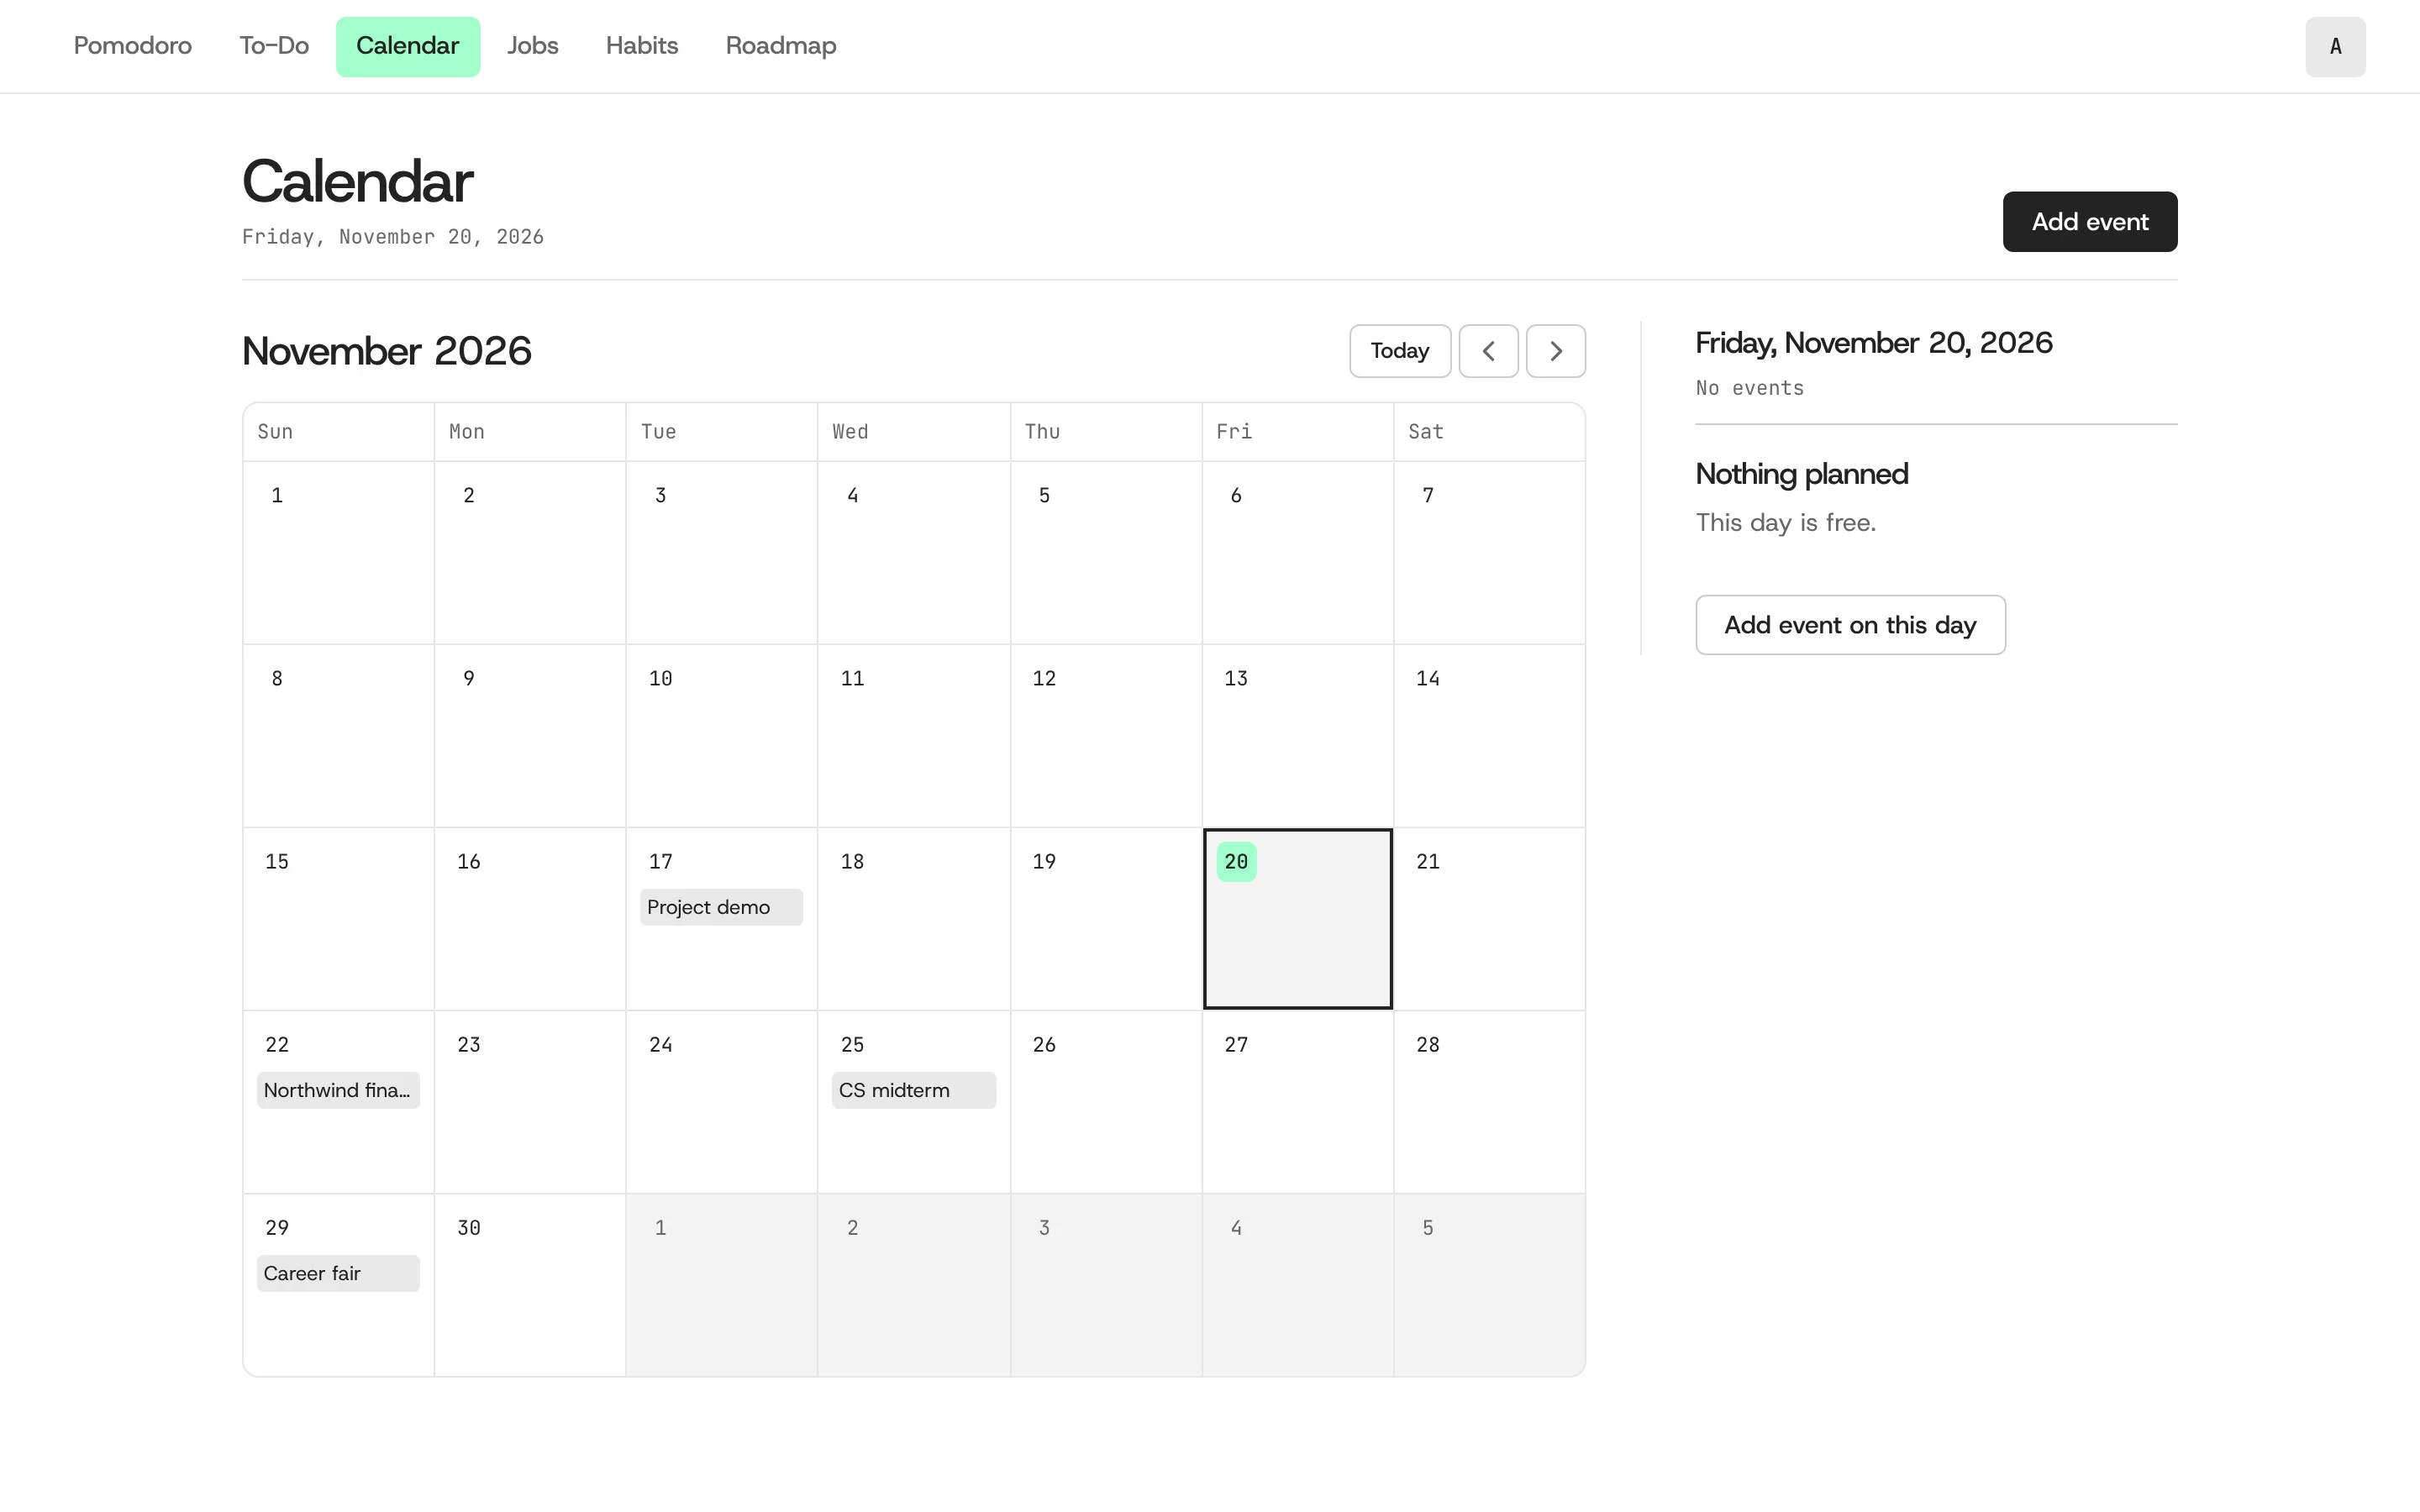 Pomodoro To-Do Calendar Jobs Habits Roadmap A
Calendar
Friday, November 20, 2026
Add event
November 2026
Today
Sun Mon Tue Wed Thu Fri Sat
1 2 3 4 5 6 7
8 9 10 11 12 13 14
15 16 17 18 19 20 21
Project demo
22 23 24 25 26 27 28
Northwind fina... CS midterm
29 30 1 2 3 4 5
Career fair
Friday, November 20, 2026
No events
Nothing planned
This day is free.
Add event on this day